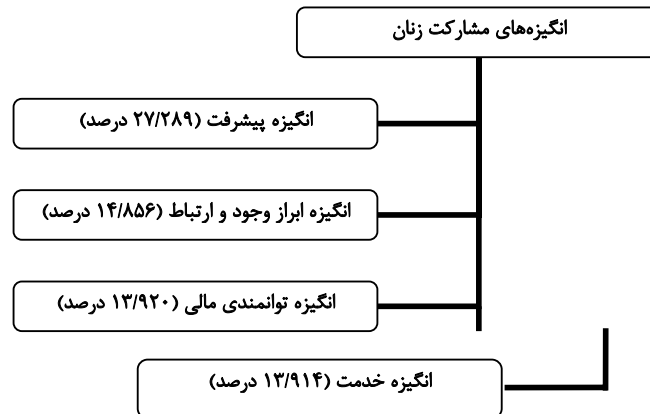 انگیزه‌های مشارکت زنان
انگیزه پیشرفت (۲۷/۲۸۹ درصد)
انگیزه ابراز وجود و ارتباط (۱۴/۸۵۶ درصد)
انگیزه توانمندی مالی (۱۳/۹۲۰ درصد)
انگیزه خدمت (۱۳/۹۱۴ درصد)